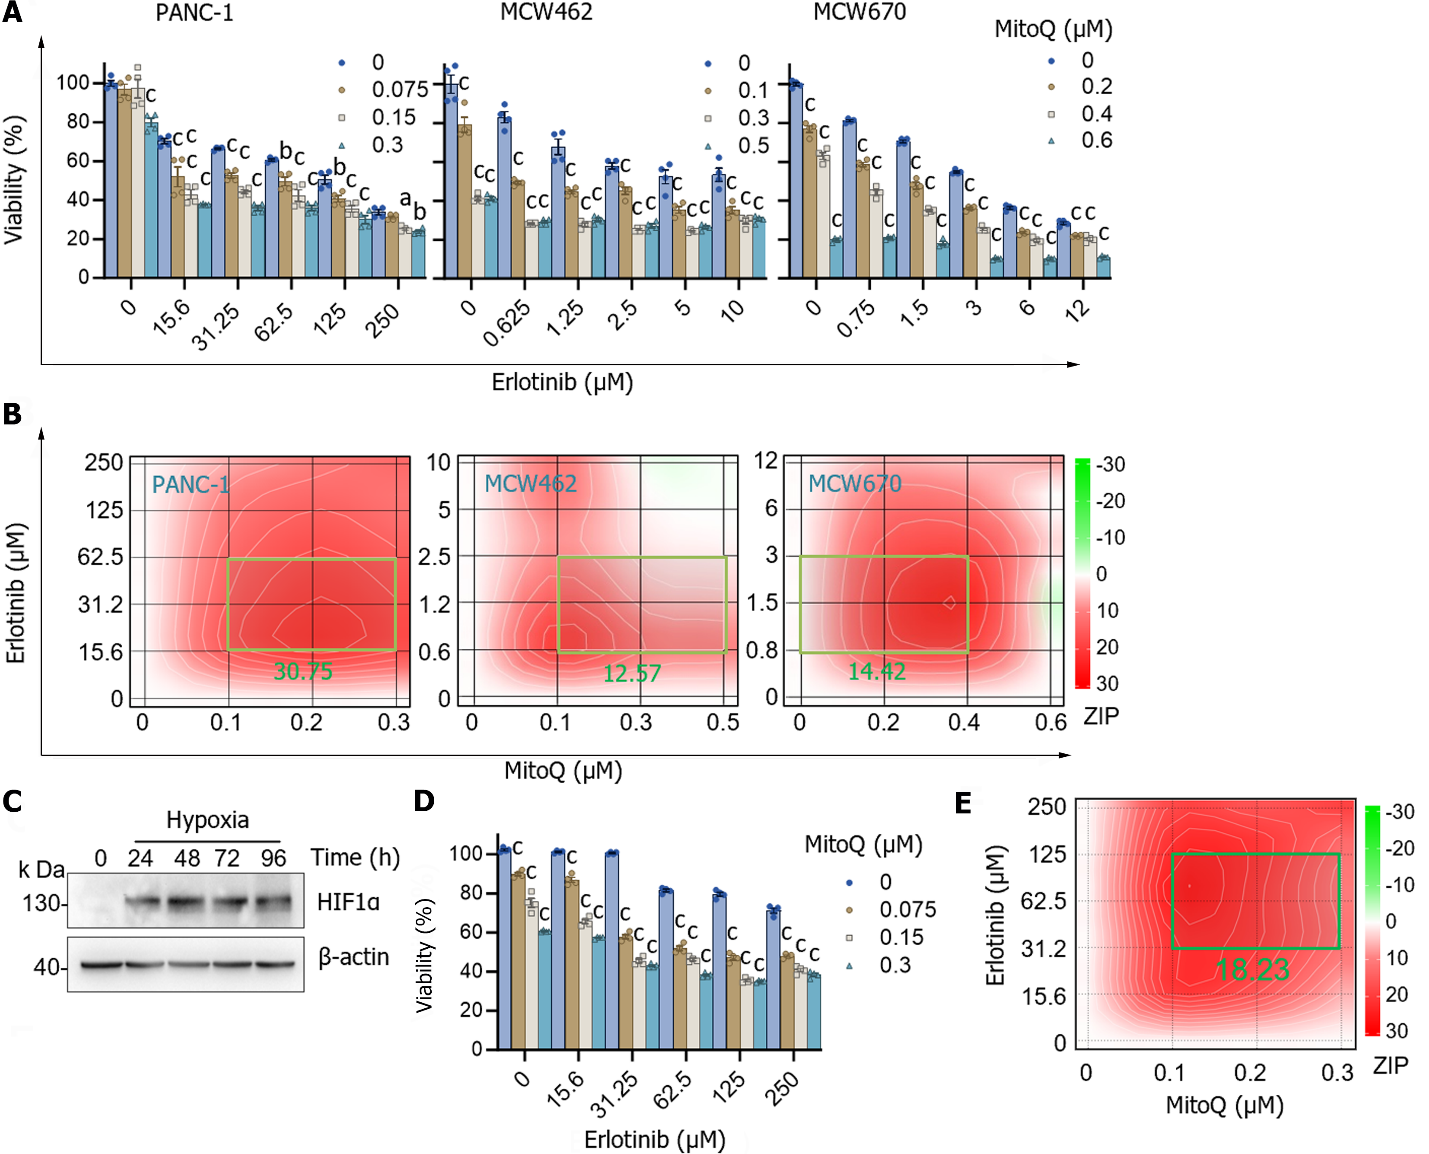 A
PANC-1
MCW462
MCW670
MitoQ (µM)
0
0.075
0.15
0.3
0
0.1
0.3
0.5
0
0.2
0.4
0.6
Viability (%)
100
80
60
40
20
0
c
c c
c c c
c c c
b c c
b c c
a b
c
c c
c c c
c c c
c c c
c c c
c c c
c c c
c c c
c c c
c c c
c c c
c c c
0 15.6 31.25 62.5 125 250
0 0.625 1.25 2.5 5 10
0 0.75 1.5 3 6 12
Erlotinib (µM)
B
PANC-1
MCW462
MCW670
Erlotinib (µM)
250
125
62.5
31.2
15.6
0
10
5
2.5
1.2
0.6
0
12
6
3
1.5
0.8
0
30.75
12.57
14.42
0 0.1 0.2 0.3
0 0.1 0.3 0.5
0 0.2 0.4 0.6
-30
-20
-10
0
10
20
30
ZIP
MitoQ (µM)
C
Hypoxia
0 24 48 72 96 Time (h)
k Da
130-
HIF1α
40-
β-actin
D
MitoQ (µM)
0
0.075
0.15
0.3
Viability (%)
100
80
60
40
20
0
c c c
c c c
c c c
c c c
c c c
c c c
0 15.6 31.25 62.5 125 250
Erlotinib (µM)
E
Erlotinib (µM)
250
125
62.5
31.2
15.6
0
18.23
0 0.1 0.2 0.3
MitoQ (µM)
-30
-20
-10
0
10
20
30
ZIP